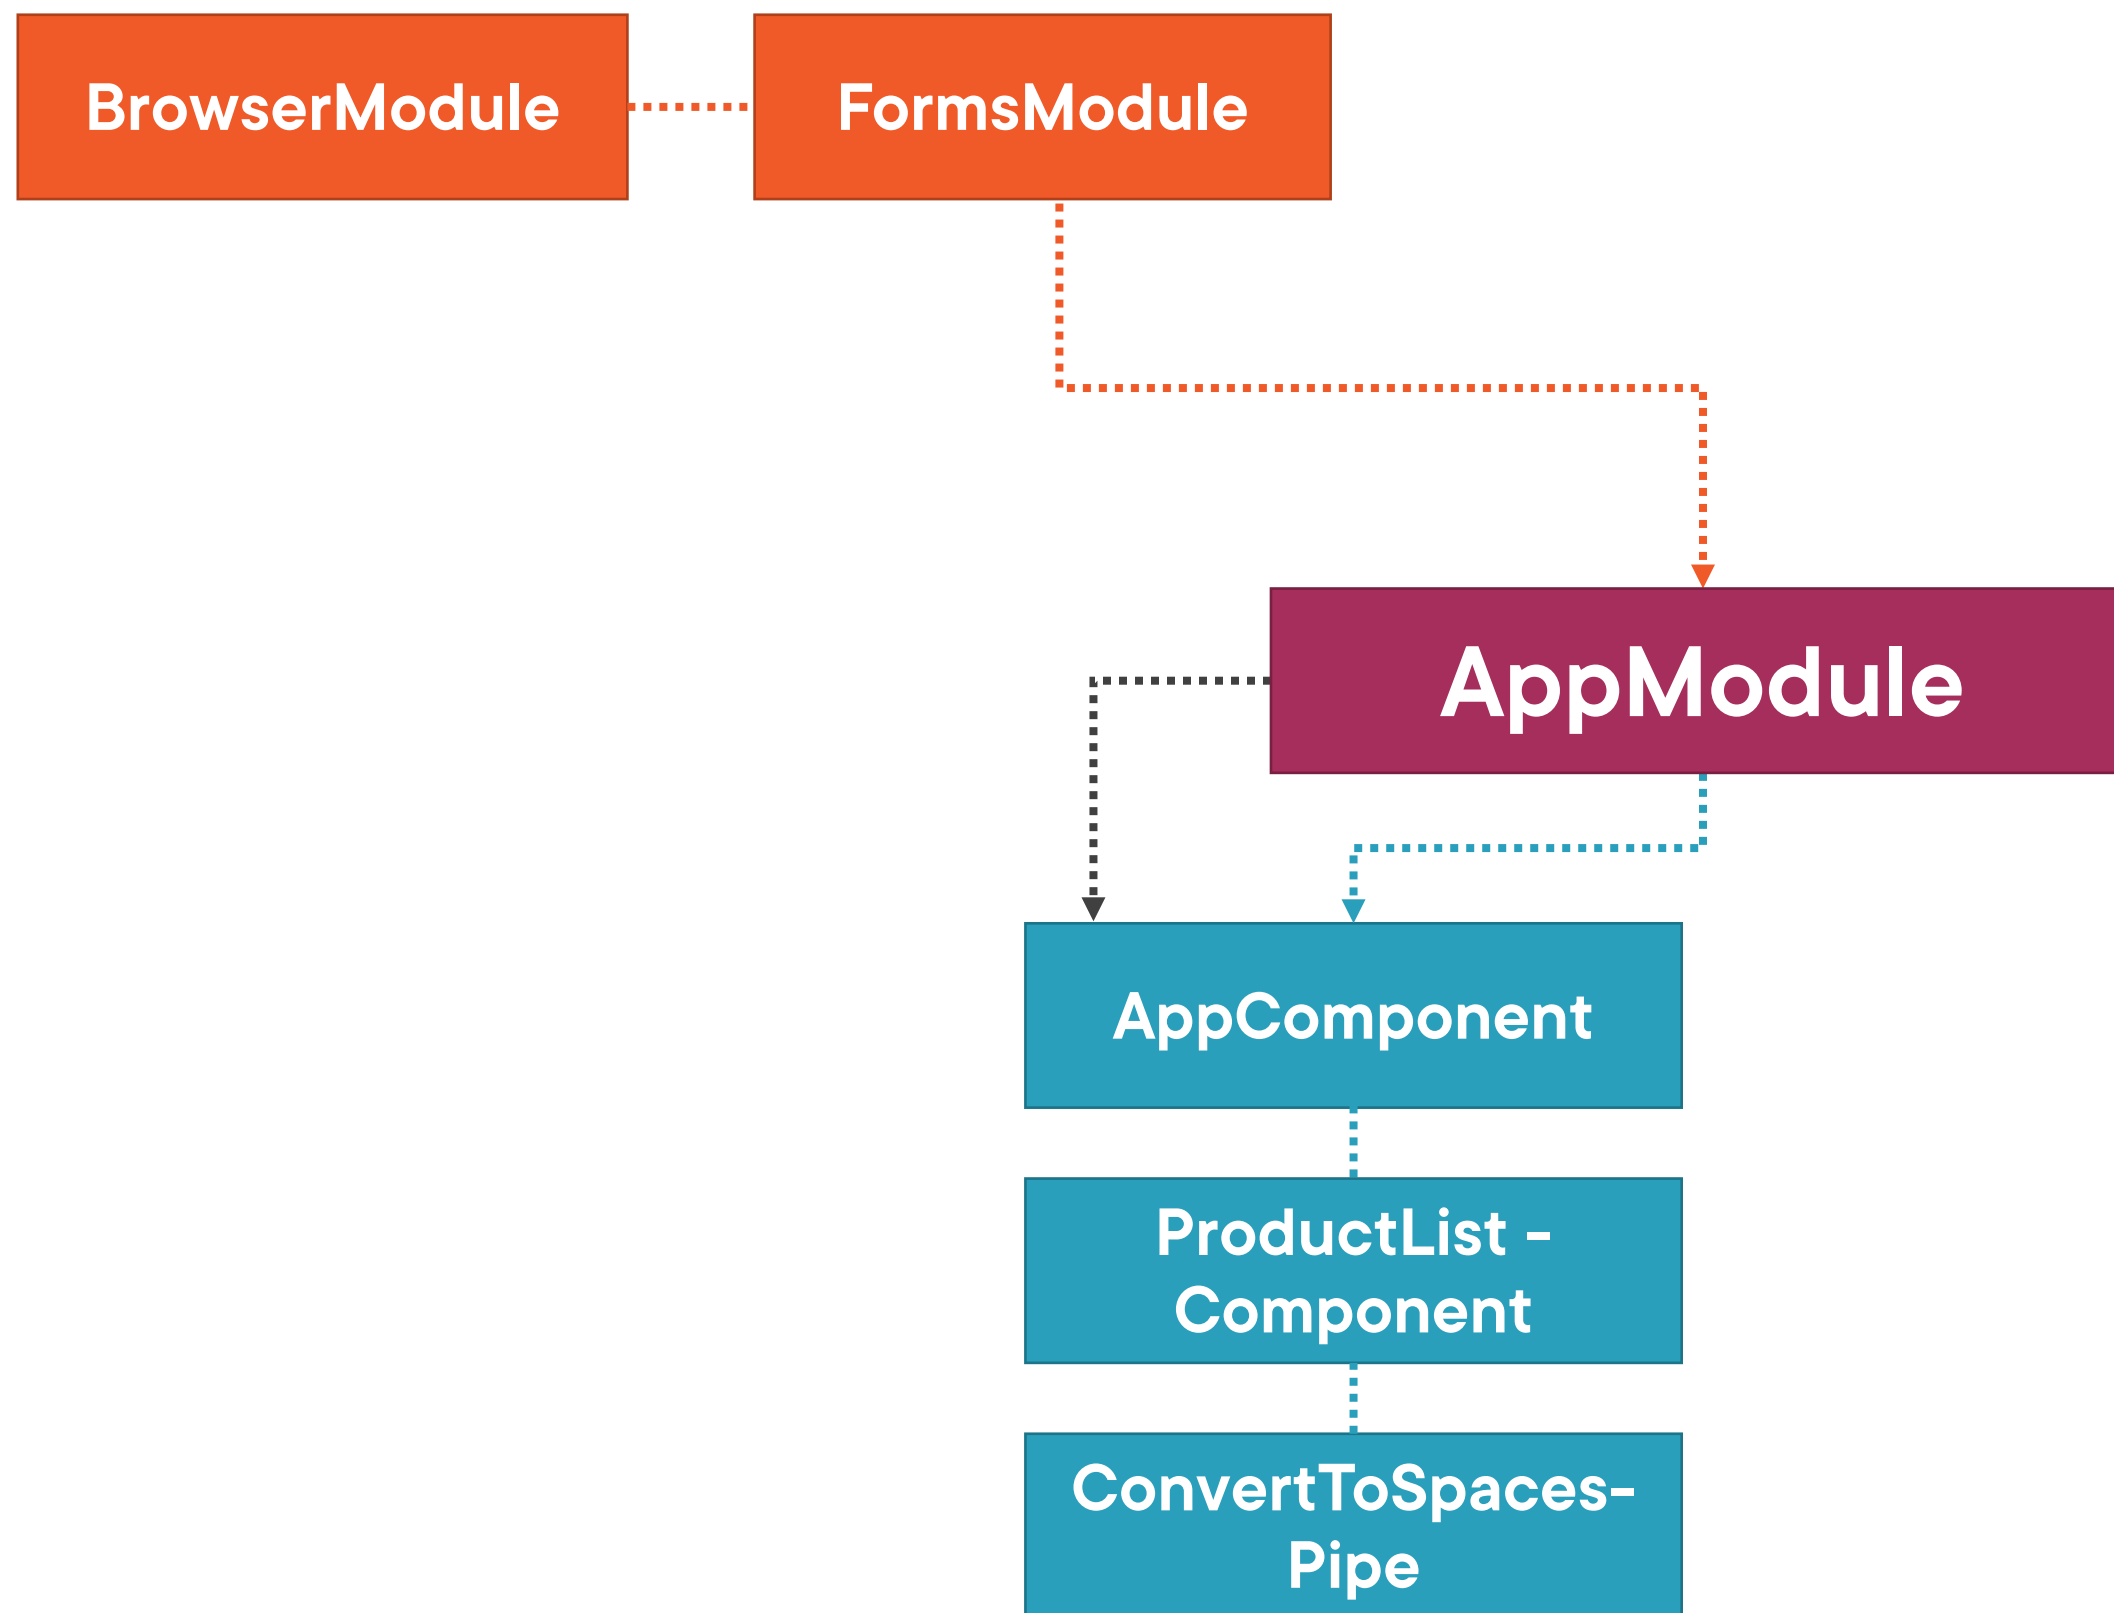 BrowserModule
FormsModule
AppModule
AppComponent
ProductList -
Component
ConvertToSpaces-
Pipe